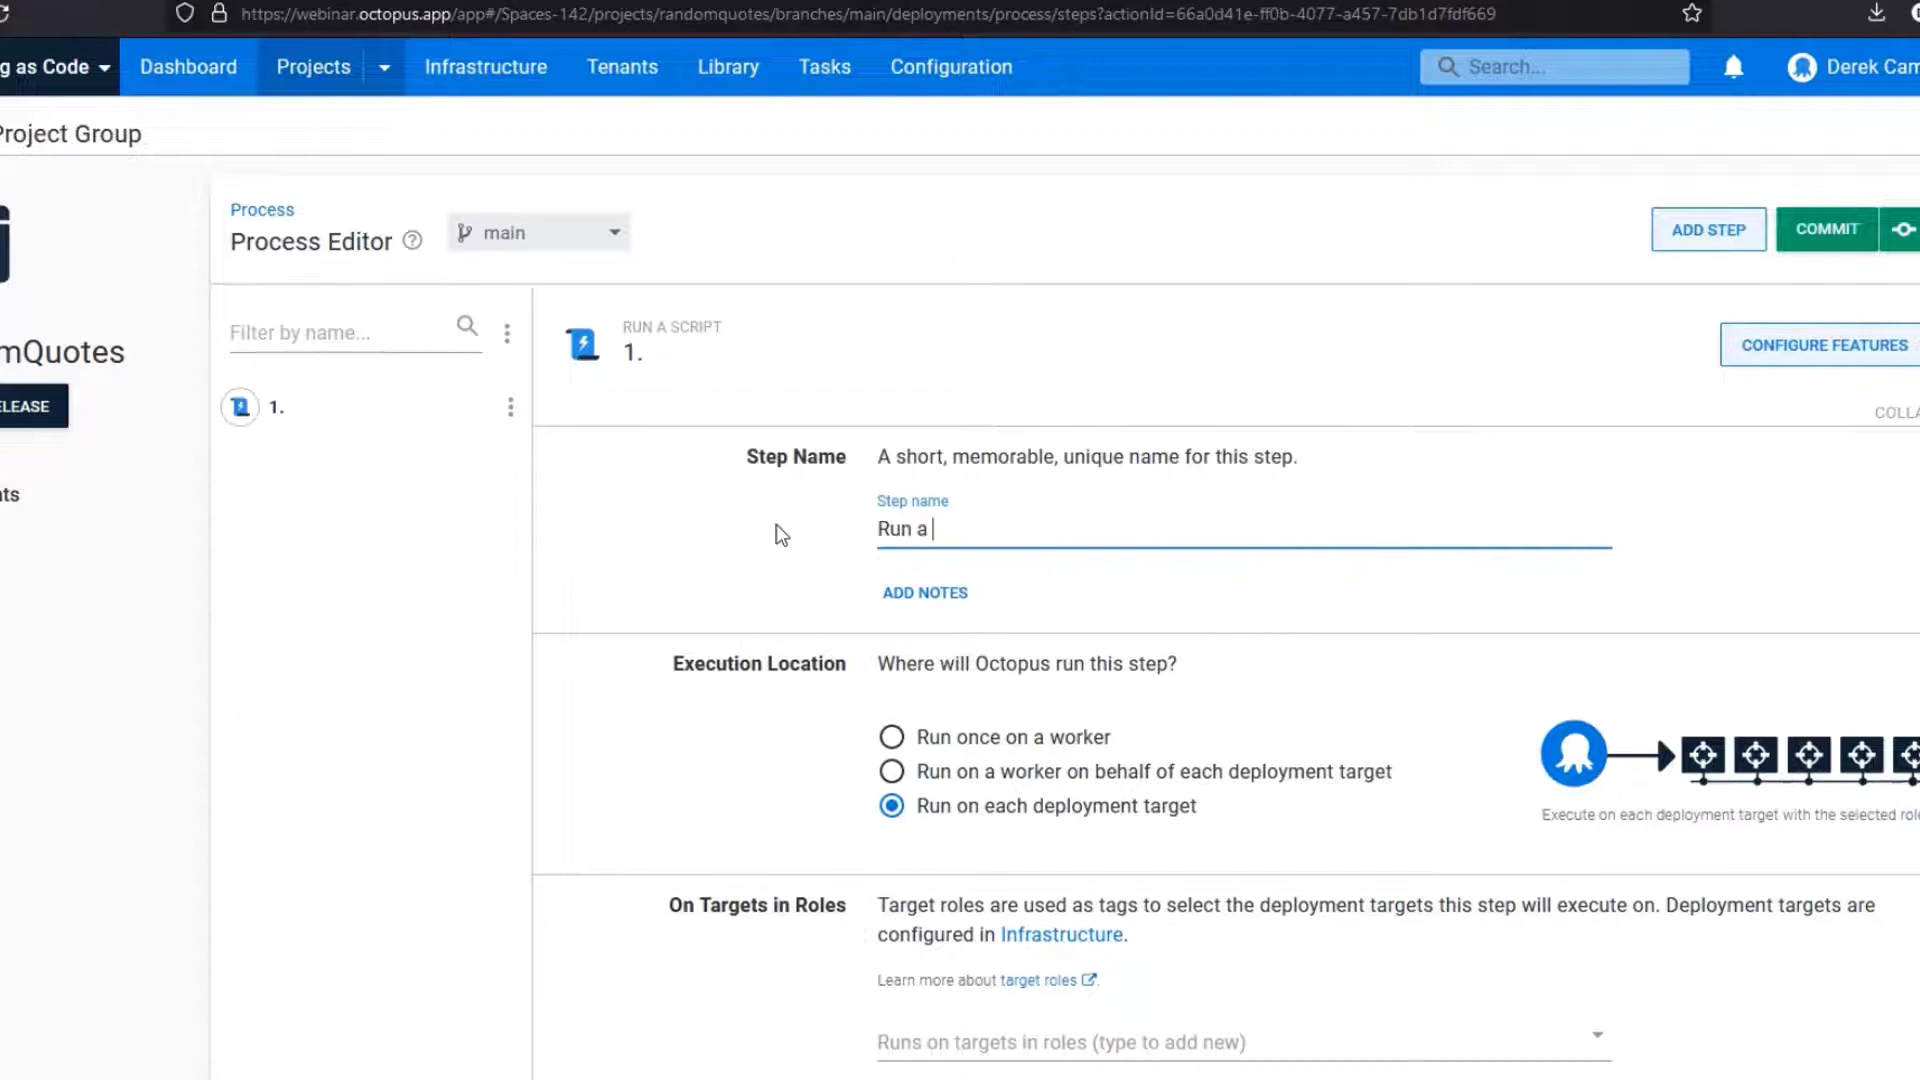 https://webinar.octopus.app/app#/Spaces-142/projects/randomquotes/branches/main/deployments/process/steps?actionId=66a0d41e-ff0b-4077-a457-7db1d7fdf669
g as Code Dashboard Projects Infrastructure Tenants Library Tasks Configuration Search... Derek Cam
Project Group
Process
Process Editor main ADD STEP COMMIT
mQuotes
ELEASE
nts
Filter by name...
1.
RUN A SCRIPT
1.
CONFIGURE FEATURES
COLLA
Step Name A short, memorable, unique name for this step.
Step name
Run a
ADD NOTES
Execution Location Where will Octopus run this step?
Run once on a worker
Run on a worker on behalf of each deployment target
Run on each deployment target
Execute on each deployment target with the selected role
On Targets in Roles Target roles are used as tags to select the deployment targets this step will execute on. Deployment targets are
configured in Infrastructure.
Learn more about target roles.
Runs on targets in roles (type to add new)